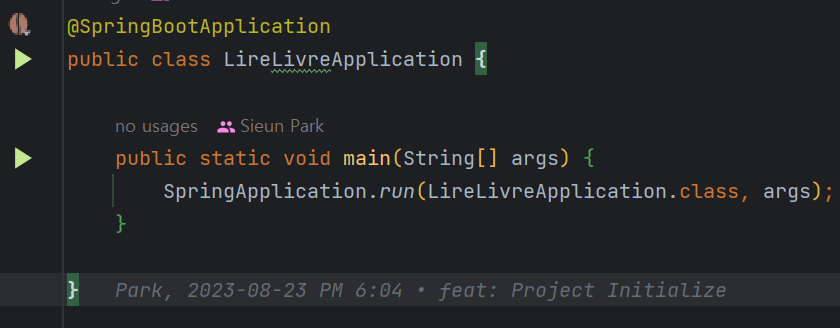 @SpringBootApplication
public class LireLivreApplication {
no usages Sieun Park
public static void main(String[] args) {
SpringApplication.run(LireLivreApplication.class, args);
}
} Park, 2023-08-23 PM 6:04 • feat: Project Initialize